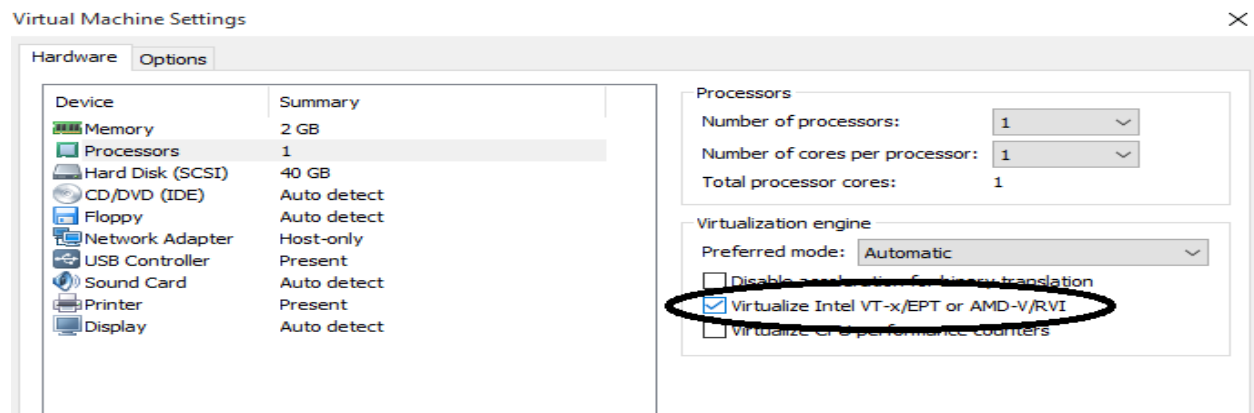 Virtual Machine Settings
Hardware Options
Device Summary
Memory 2 GB
Processors 1
Hard Disk (SCSI) 40 GB
CD/DVD (IDE) Auto detect
Floppy Auto detect
Network Adapter Host-only
USB Controller Present
Sound Card Auto detect
Printer Present
Display Auto detect
Processors
Number of processors: 1
Number of cores per processor: 1
Total processor cores: 1
Virtualization engine
Preferred mode: Automatic
Disable acceleration for binary translation
Virtualize Intel VT-x/EPT or AMD-V/RVI
Virtualize CPU performance counters